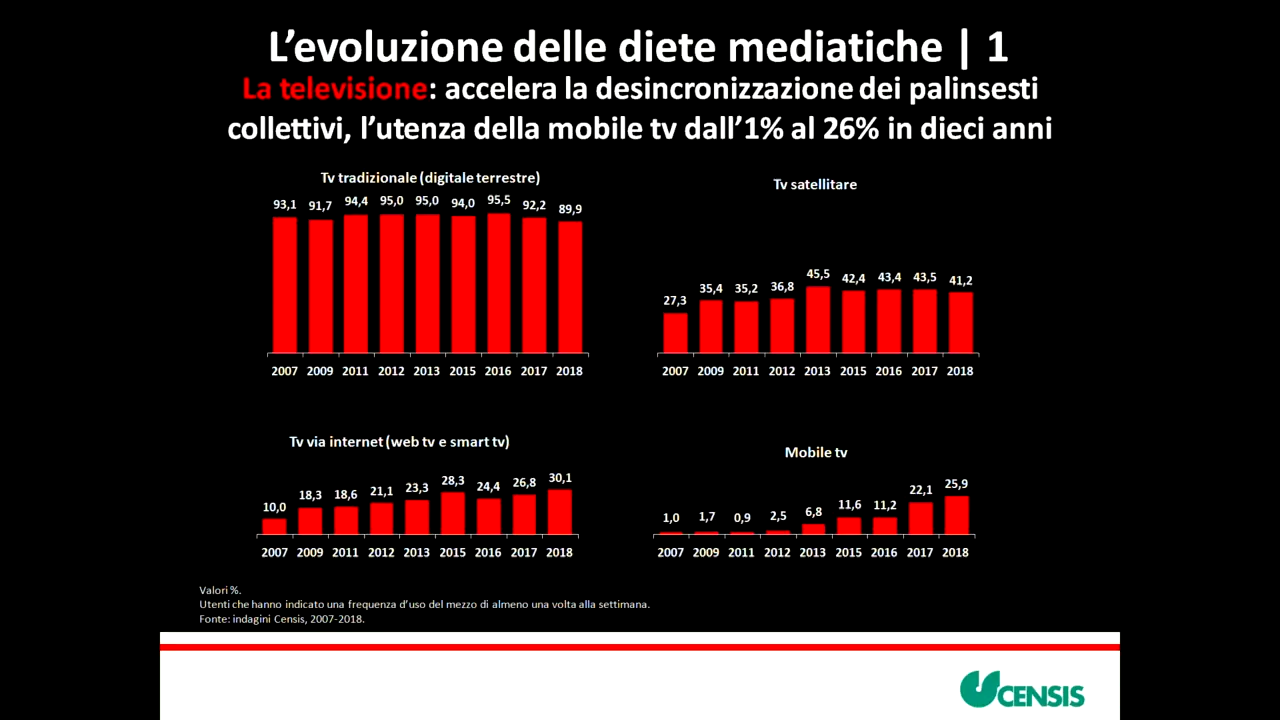 L'evoluzione delle diete mediatiche | 1
La televisione: accelera la desincronizzazione dei palinsesti
collettivi, l'utenza della mobile tv dall'1% al 26% in dieci anni
Tv tradizionale (digitale terrestre)
93,1 91,7 94,4 95,0 95,0 94,0 95,5 92,2 89,9
2007 2009 2011 2012 2013 2015 2016 2017 2018
Tv satellitare
27,3 35,4 35,2 36,8 45,5 42,4 43,4 43,5 41,2
2007 2009 2011 2012 2013 2015 2016 2017 2018
Tv via internet (web tv e smart tv)
10,0 18,3 18,6 21,1 23,3 28,3 24,4 26,8 30,1
2007 2009 2011 2012 2013 2015 2016 2017 2018
Mobile tv
1,0 1,7 0,9 2,5 6,8 11,6 11,2 22,1 25,9
2007 2009 2011 2012 2013 2015 2016 2017 2018
Valori %.
Utenti che hanno indicato una frequenza d'uso del mezzo di almeno una volta alla settimana.
Fonte: indagini Censis, 2007-2018.
CENSIS